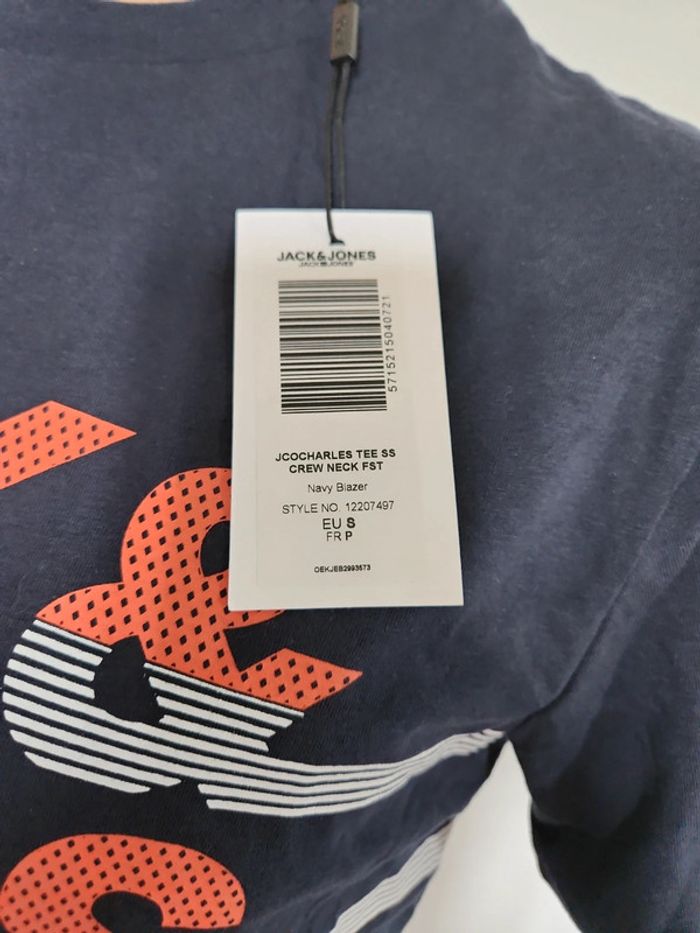 JACK&JONES
JACK&JONES
5715215040721
JCOCHARLES TEE SS
CREW NECK FST
Navy Blazer
STYLE NO. 12207497
EU S
FR P
OEKJEB2993573
&